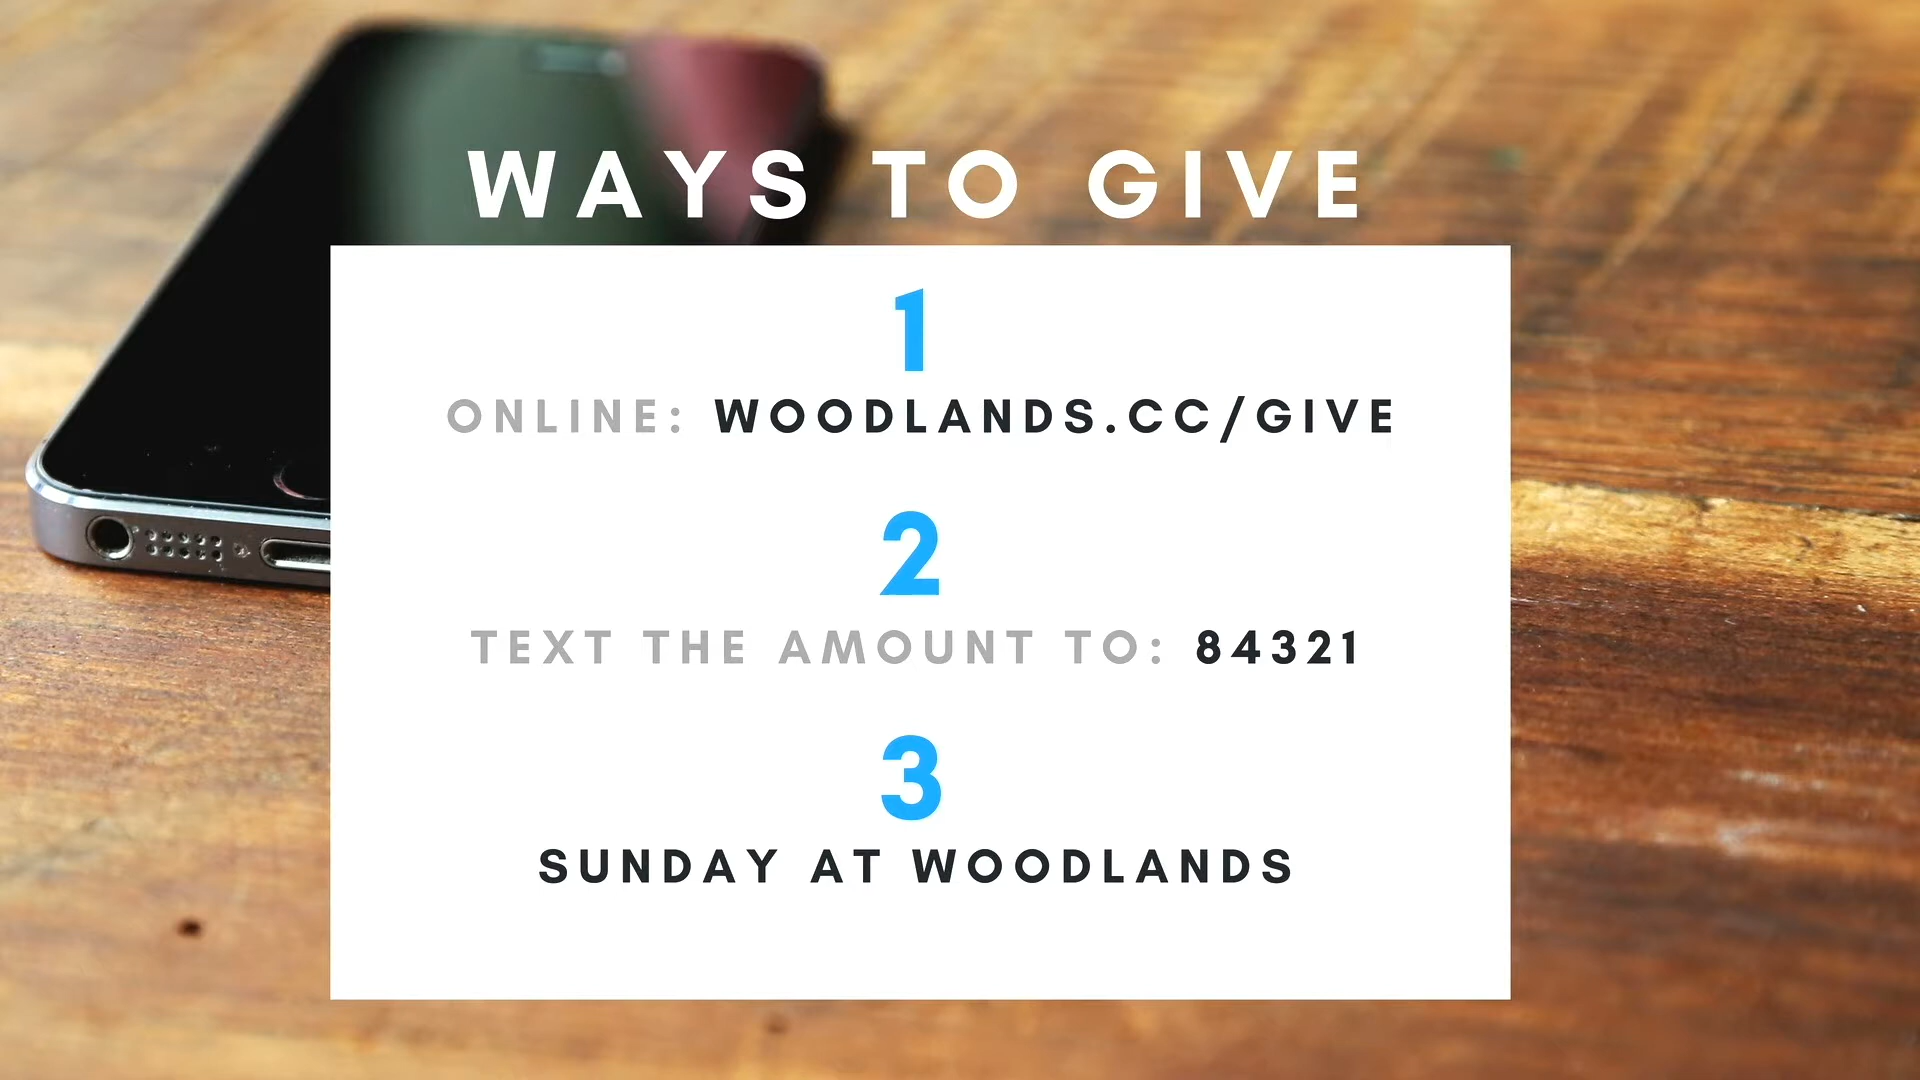 WAYS TO GIVE
1
ONLINE: WOODLANDS.CC/GIVE
2
TEXT THE AMOUNT TO: 84321
3
SUNDAY AT WOODLANDS